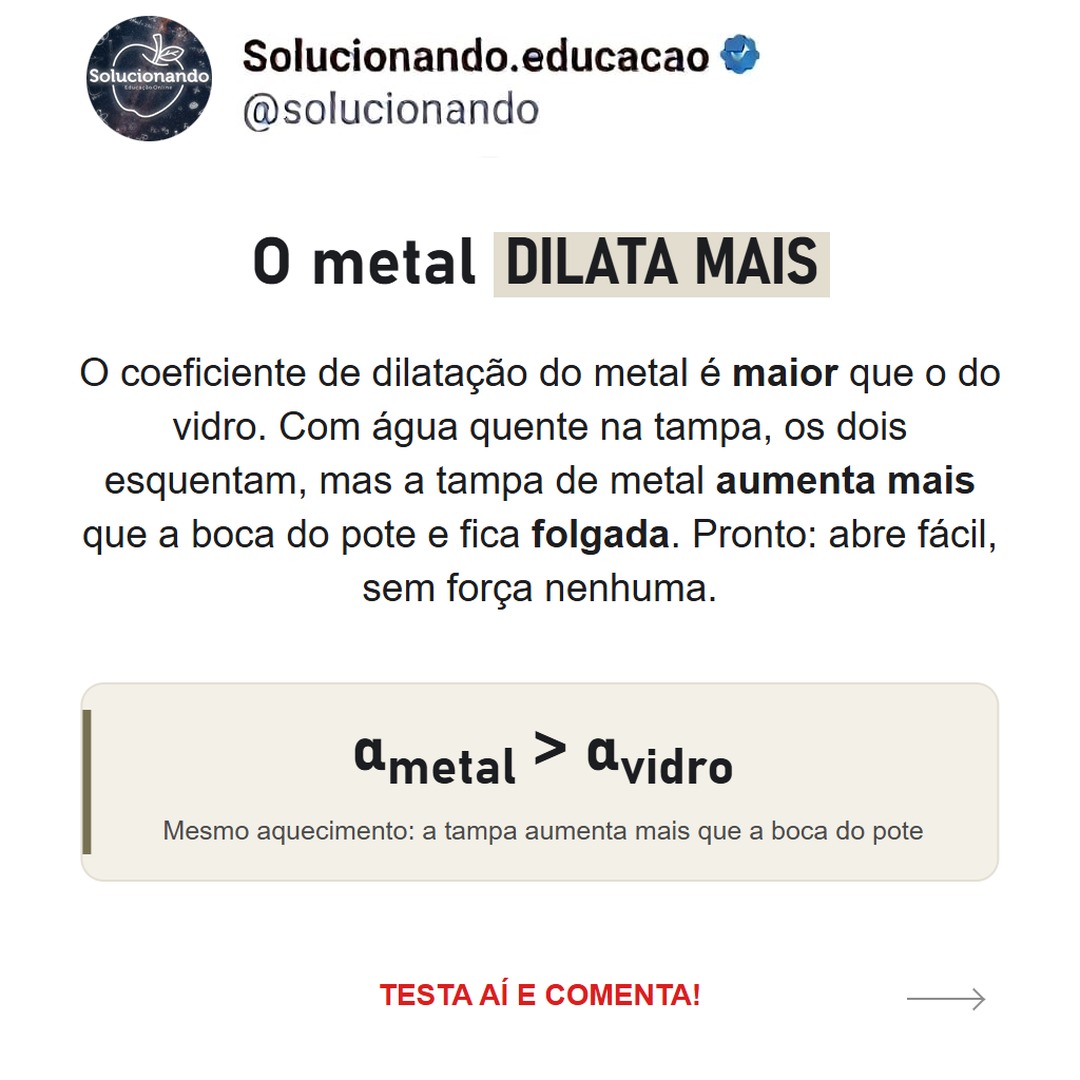 Solucionando
Educação Online
Solucionando.educacao
@solucionando
O metal DILATA MAIS
O coeficiente de dilatação do metal é maior que o do
vidro. Com água quente na tampa, os dois
esquentam, mas a tampa de metal aumenta mais
que a boca do pote e fica folgada. Pronto: abre fácil,
sem força nenhuma.
αmetal > αvidro
Mesmo aquecimento: a tampa aumenta mais que a boca do pote
TESTA AÍ E COMENTA!